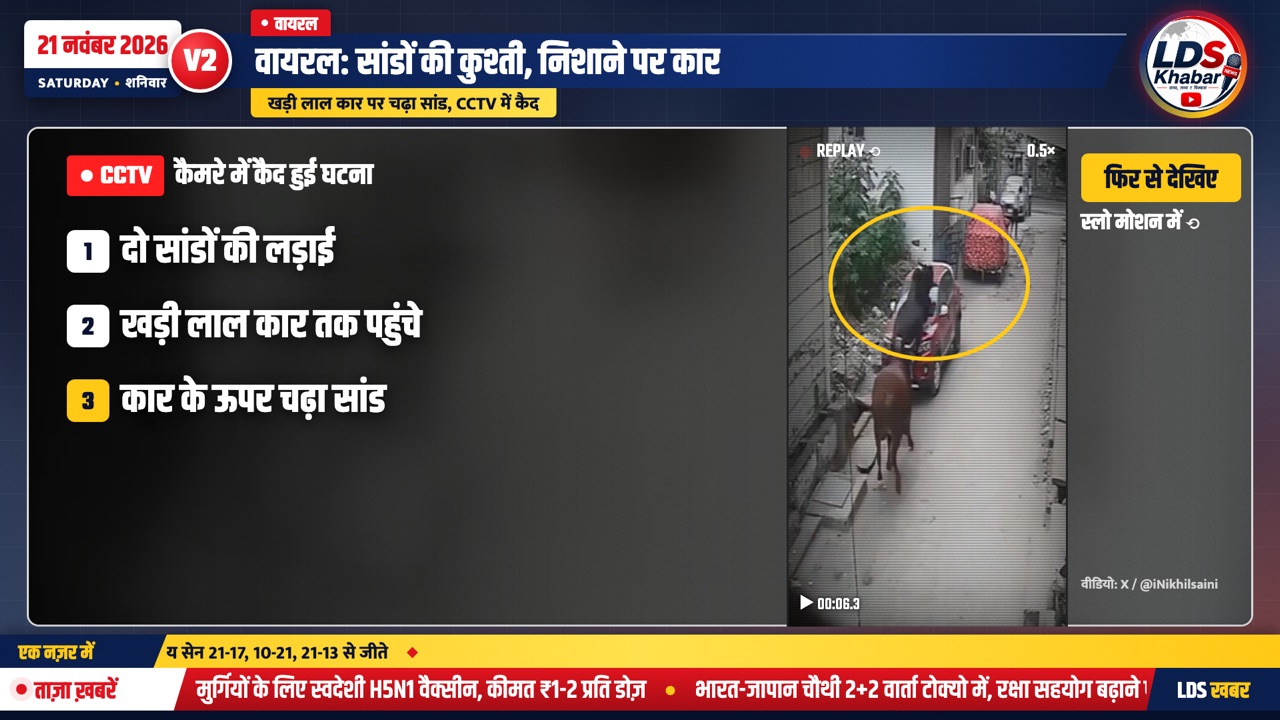 21 नवंबर 2026
SATURDAY • शनिवार
V2
• वायरल
वायरल: सांडों की कुश्ती, निशाने पर कार
खड़ी लाल कार पर चढ़ा सांड, CCTV में कैद
LDS
Khabar
NEWS
● CCTV कैमरे में कैद हुई घटना
1 दो सांडों की लड़ाई
2 खड़ी लाल कार तक पहुंचे
3 कार के ऊपर चढ़ा सांड
REPLAY ⟲ 0.5×
▶ 00:06.3
फिर से देखिए
स्लो मोशन में ⟲
वीडियो: X / @iNikhilsaini
एक नज़र में य सेन 21-17, 10-21, 21-13 से जीते ◆
ताज़ा ख़बरें मुर्गियों के लिए स्वदेशी H5N1 वैक्सीन, कीमत ₹1-2 प्रति डोज़ • भारत-जापान चौथी 2+2 वार्ता टोक्यो में, रक्षा सहयोग बढ़ाने LDS खबर